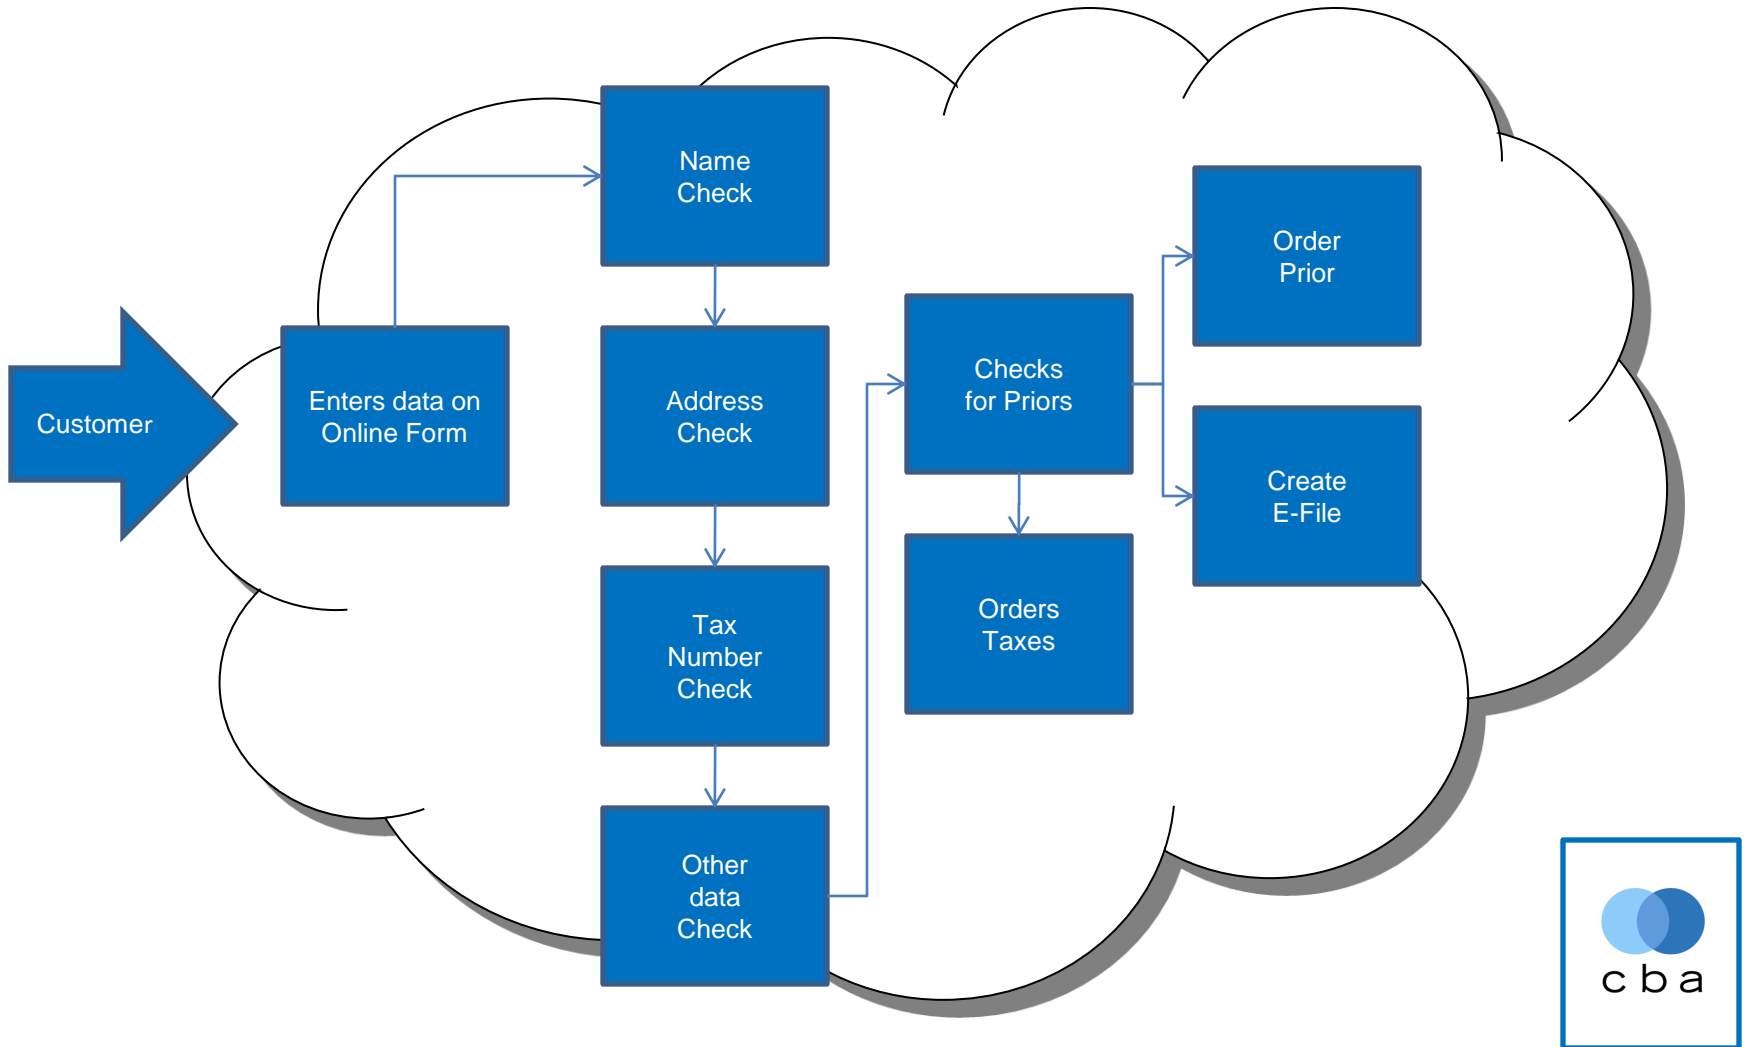 Customer
Enters data on
Online Form
Name
Check
Address
Check
Tax
Number
Check
Other
data
Check
Checks
for Priors
Orders
Taxes
Order
Prior
Create
E-File
cba